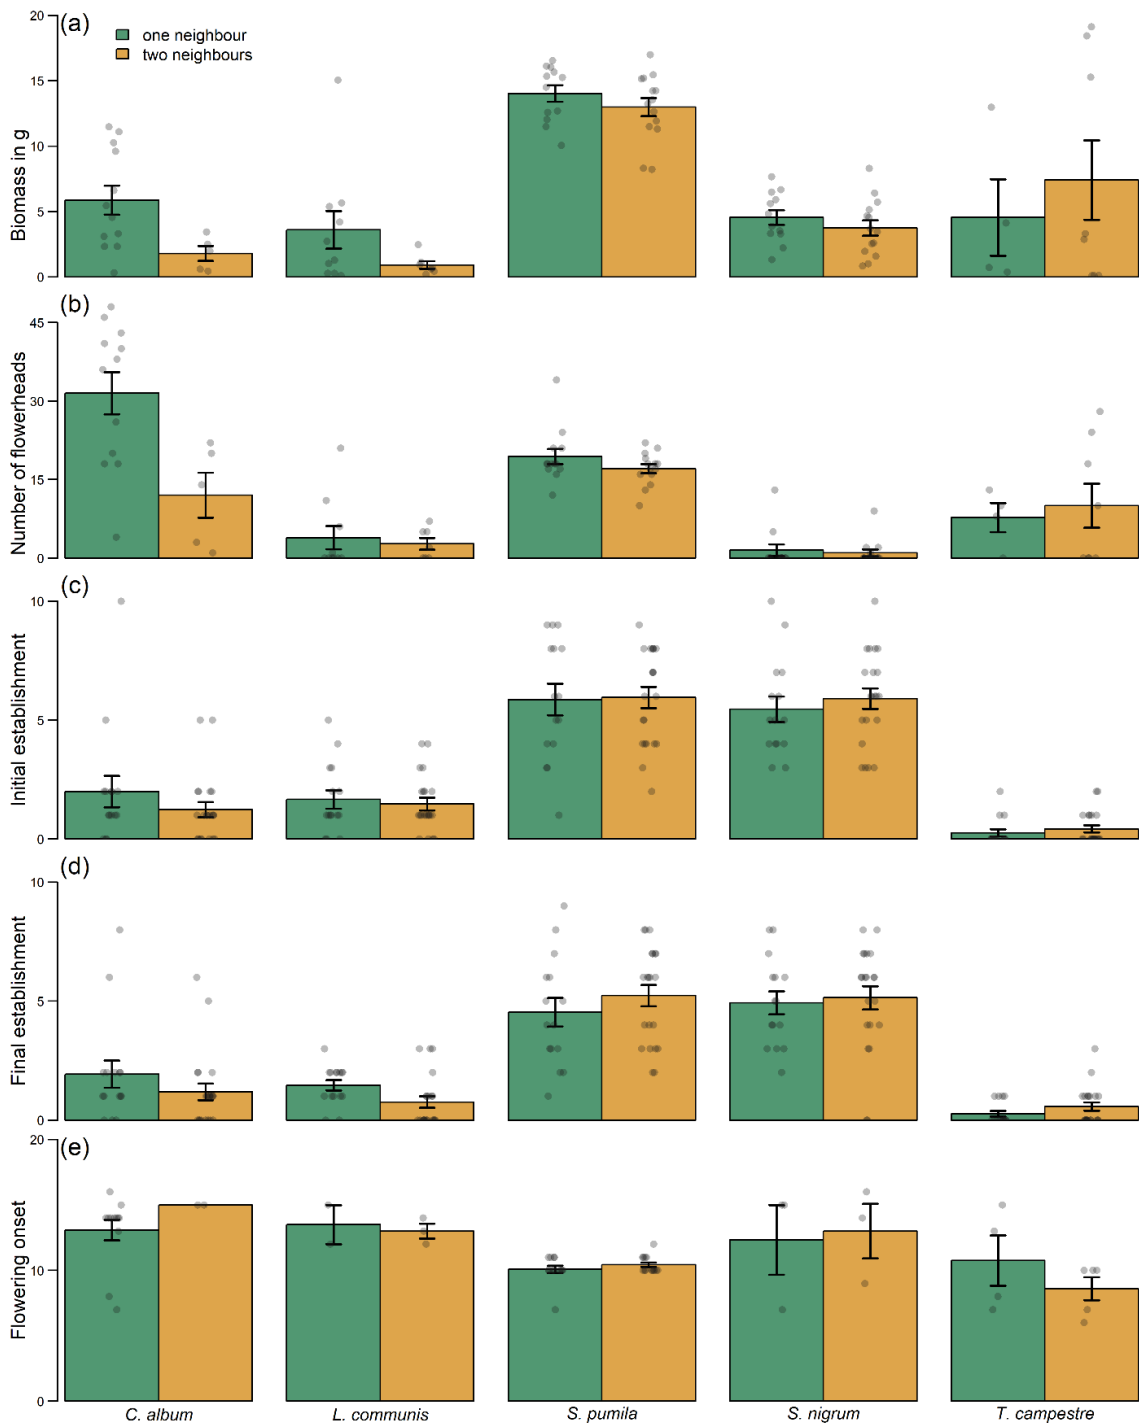 (a)
one neighbour
two neighbours
Biomass in g
20
15
10
5
0
(b)
Number of flowerheads
45
30
15
0
(c)
Initial establishment
10
5
0
(d)
Final establishment
10
5
0
(e)
Flowering onset
20
10
0
C. album
L. communis
S. pumila
S. nigrum
T. campestre